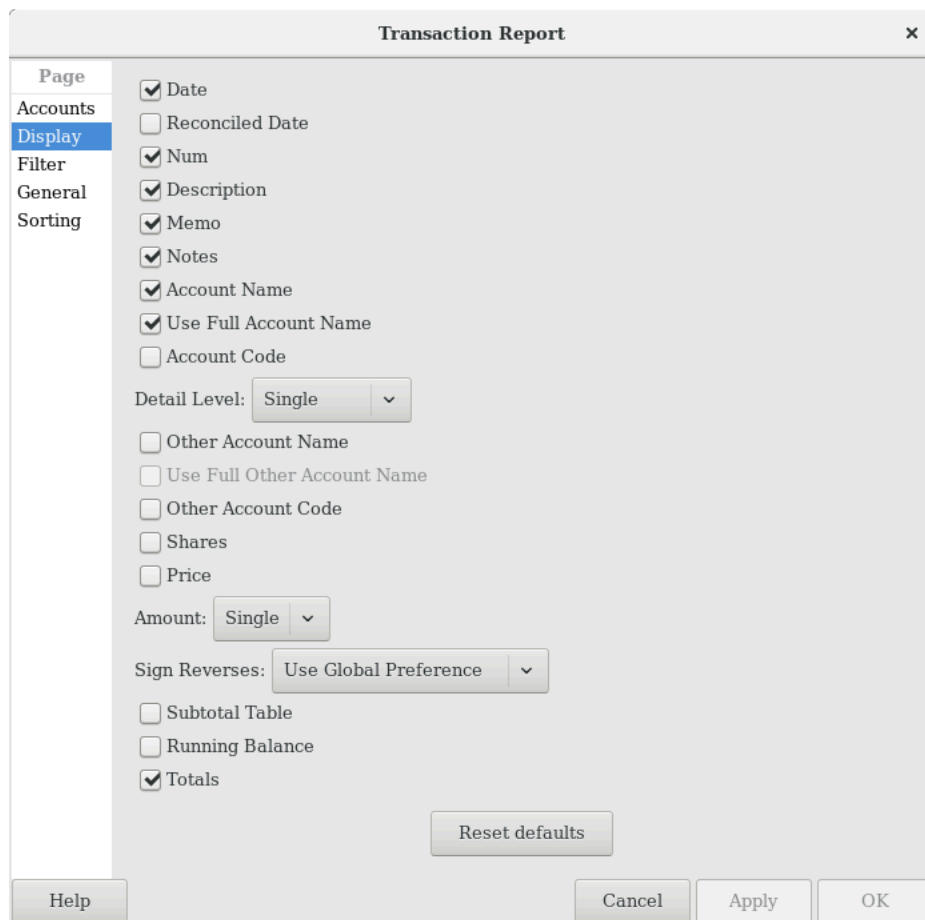 Transaction Report
Page
Accounts
Display
Filter
General
Sorting
Date
Reconciled Date
Num
Description
Memo
Notes
Account Name
Use Full Account Name
Account Code
Detail Level: Single
Other Account Name
Use Full Other Account Name
Other Account Code
Shares
Price
Amount: Single
Sign Reverses: Use Global Preference
Subtotal Table
Running Balance
Totals
Reset defaults
Help Cancel Apply OK